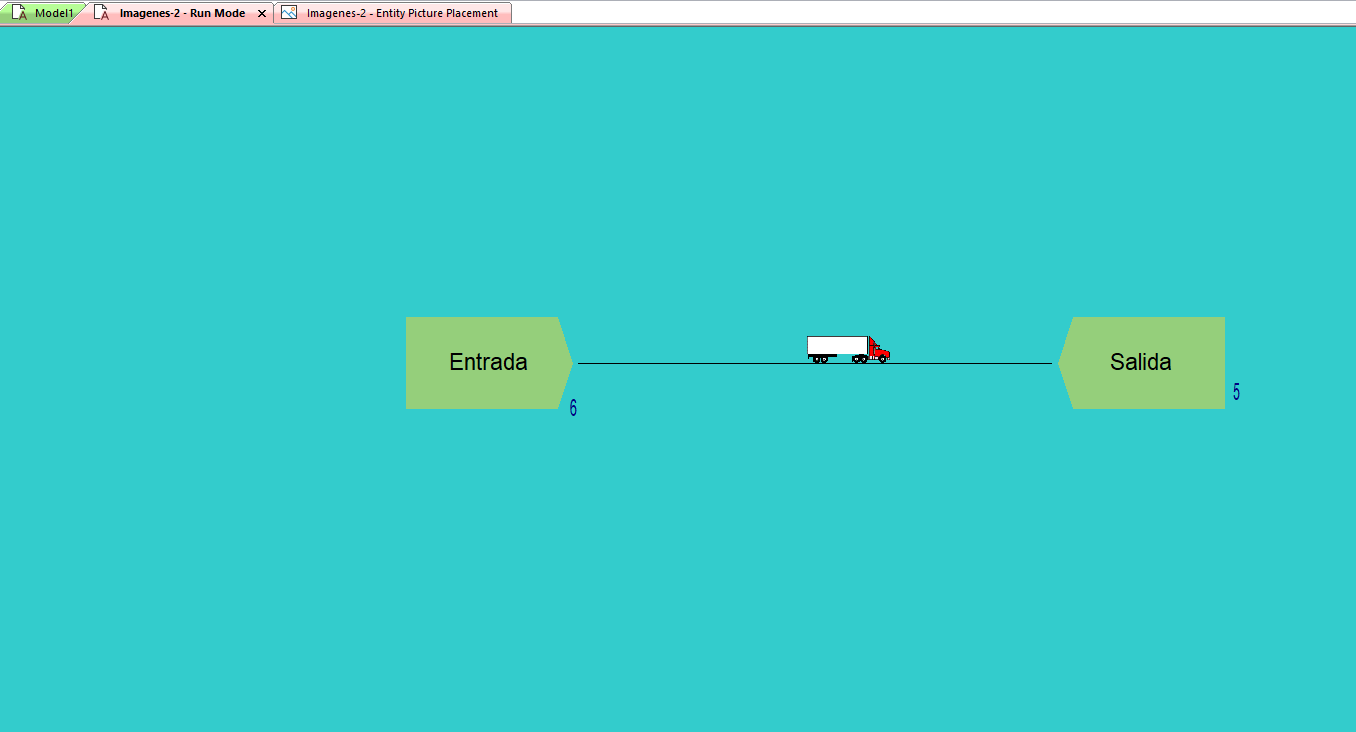 Model1
Imagenes-2 - Run Mode
Imagenes-2 - Entity Picture Placement
Entrada
6
Salida
5